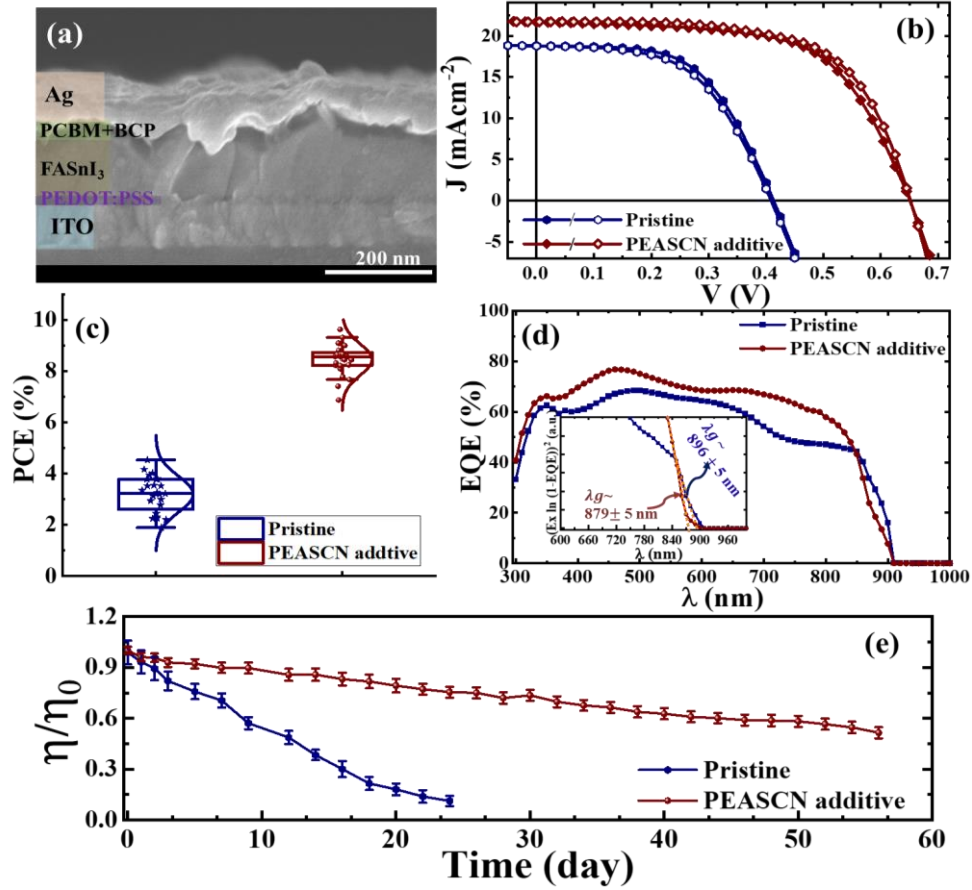 (a)
Ag
PCBM+BCP
FASnI₃
PEDOT:PSS
ITO
200 nm
(b)
J (mAcm⁻²)
20
15
10
5
0
-5
Pristine
PEASCN additive
0.0 0.1 0.2 0.3 0.4 0.5 0.6 0.7
V (V)
(c)
PCE (%)
10
8
6
4
2
0
Pristine
PEASCN addtive
(d)
EQE (%)
100
80
60
40
20
0
Pristine
PEASCN additive
(Ex ln (1-EQE))² (a.u.
λg~
896 ± 5 nm
λg~
879± 5 nm
600 660 720 780 840 900 960
λ (nm)
300 400 500 600 700 800 900 1000
λ (nm)
(e)
η/η₀
1.2
0.9
0.6
0.3
0.0
Pristine
PEASCN additive
0 10 20 30 40 50 60
Time (day)